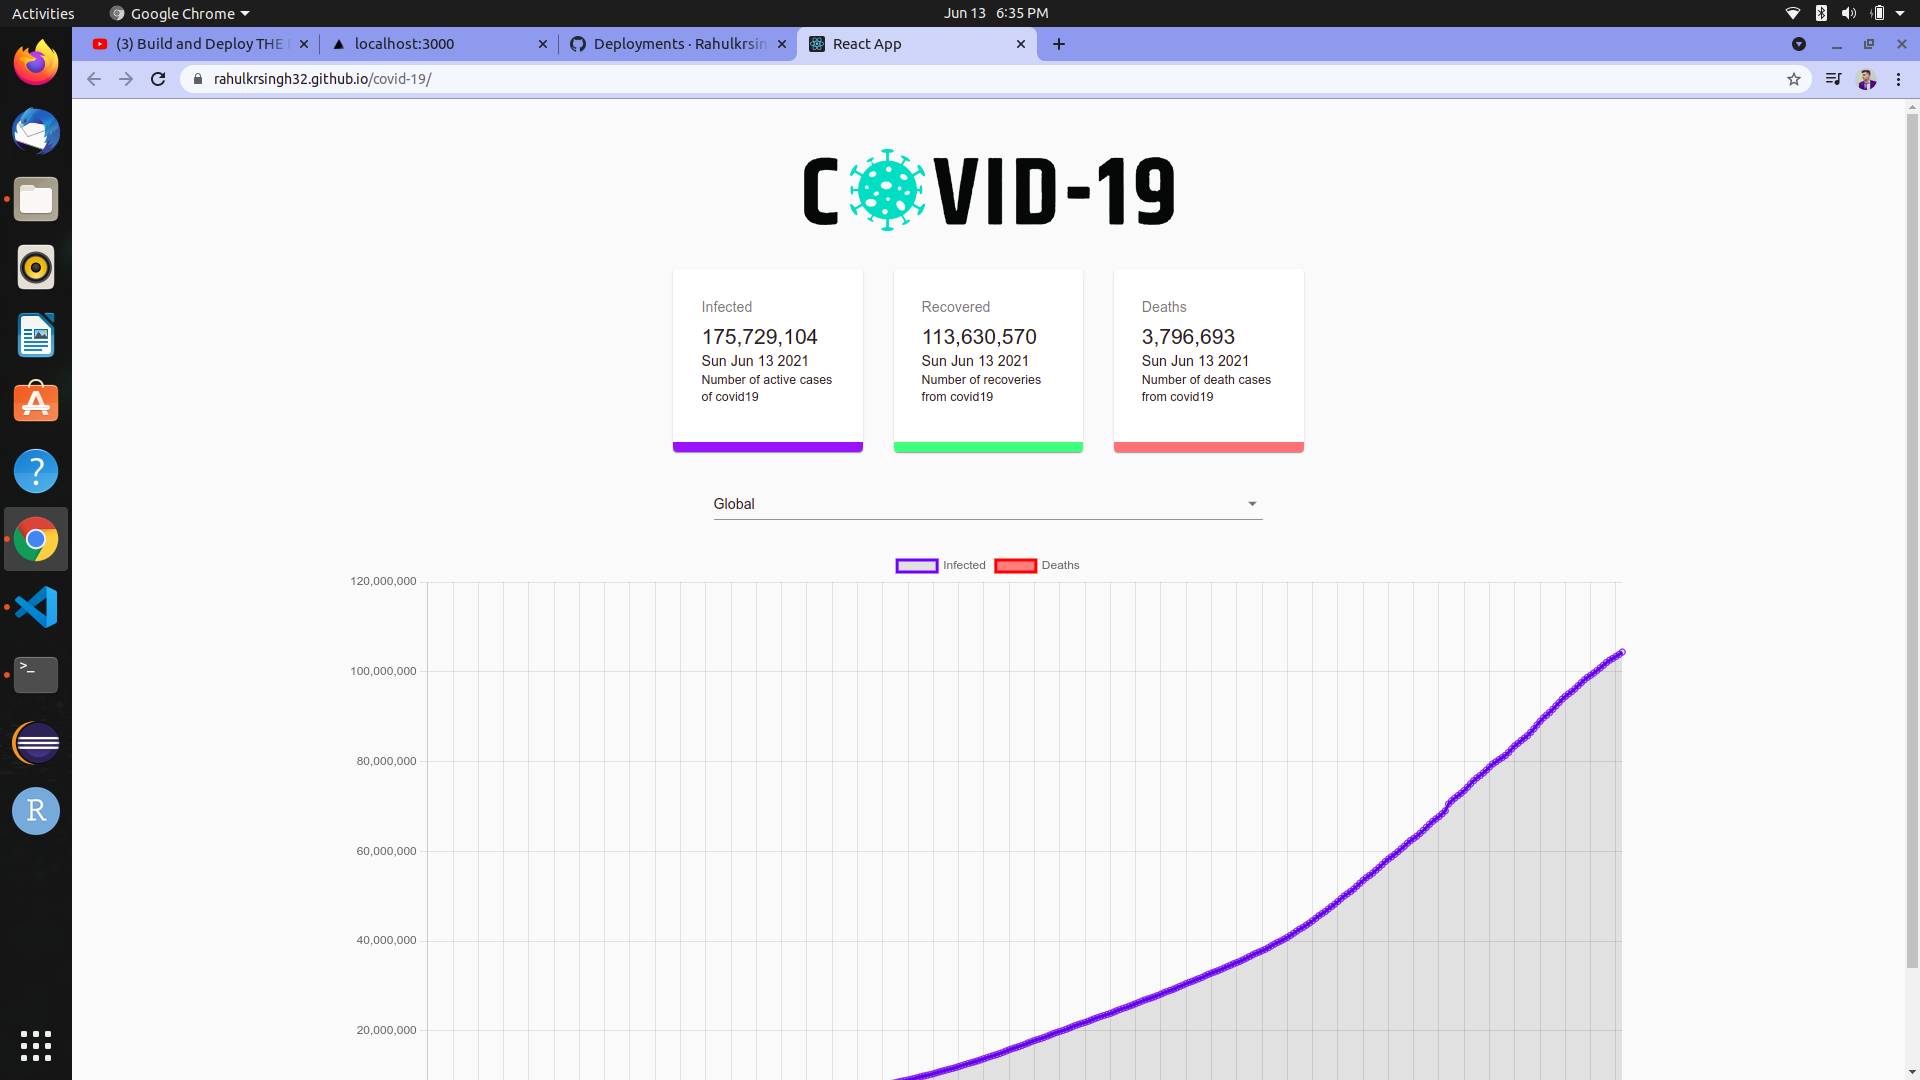 Activities
Google Chrome
Jun 13 6:35 PM
(3) Build and Deploy THE
localhost:3000
Deployments · Rahulkrsin
React App
rahulkrsingh32.github.io/covid-19/
COVID-19
Infected
175,729,104
Sun Jun 13 2021
Number of active cases
of covid19
Recovered
113,630,570
Sun Jun 13 2021
Number of recoveries
from covid19
Deaths
3,796,693
Sun Jun 13 2021
Number of death cases
from covid19
Global
Infected
Deaths
120,000,000
100,000,000
80,000,000
60,000,000
40,000,000
20,000,000